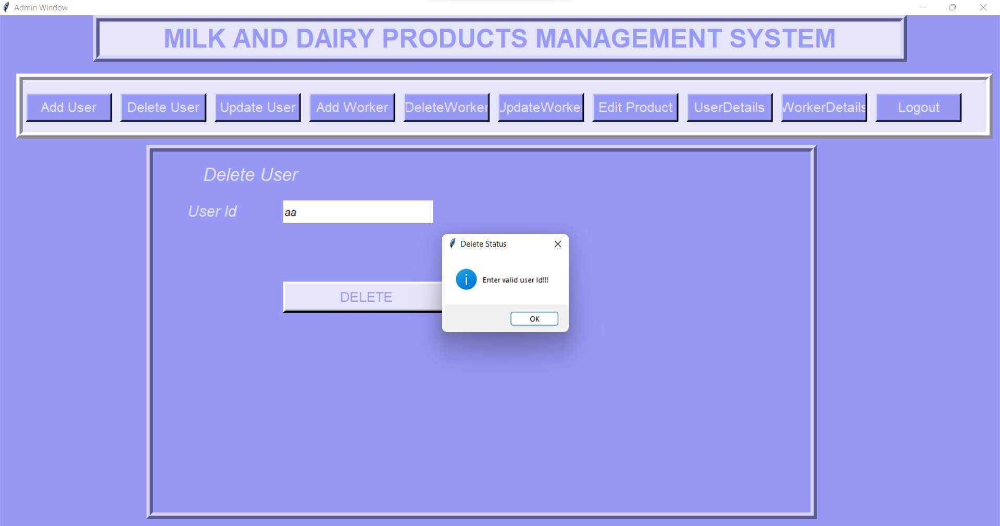 Admin Window
MILK AND DAIRY PRODUCTS MANAGEMENT SYSTEM
Add User Delete User Update User Add Worker DeleteWorker UpdateWorke Edit Product UserDetails WorkerDetails Logout
Delete User
User Id aa
Delete Status
Enter valid user Id!!!
DELETE
OK